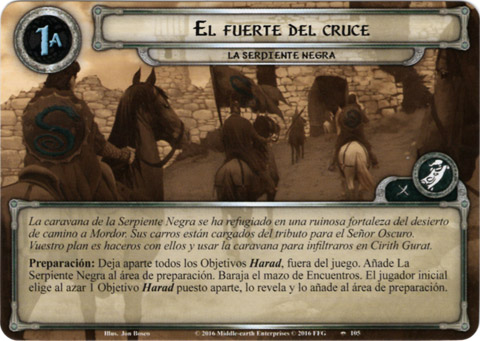 1A
EL FUERTE DEL CRUCE
LA SERPIENTE NEGRA
La caravana de la Serpiente Negra se ha refugiado en una ruinosa fortaleza del desierto
de camino a Mordor. Sus carros están cargados del tributo para el Señor Oscuro.
Vuestro plan es haceros con ellos y usar la caravana para infiltraros en Cirith Gurat.
Preparación: Deja aparte todos los Objetivos Harad, fuera del juego. Añade La
Serpiente Negra al área de preparación. Baraja el mazo de Encuentros. El jugador inicial
elige al azar 1 Objetivo Harad puesto aparte, lo revela y lo añade al área de preparación.
Illus. Jon Bosco © 2016 Middle-earth Enterprises © 2016 FFG 105